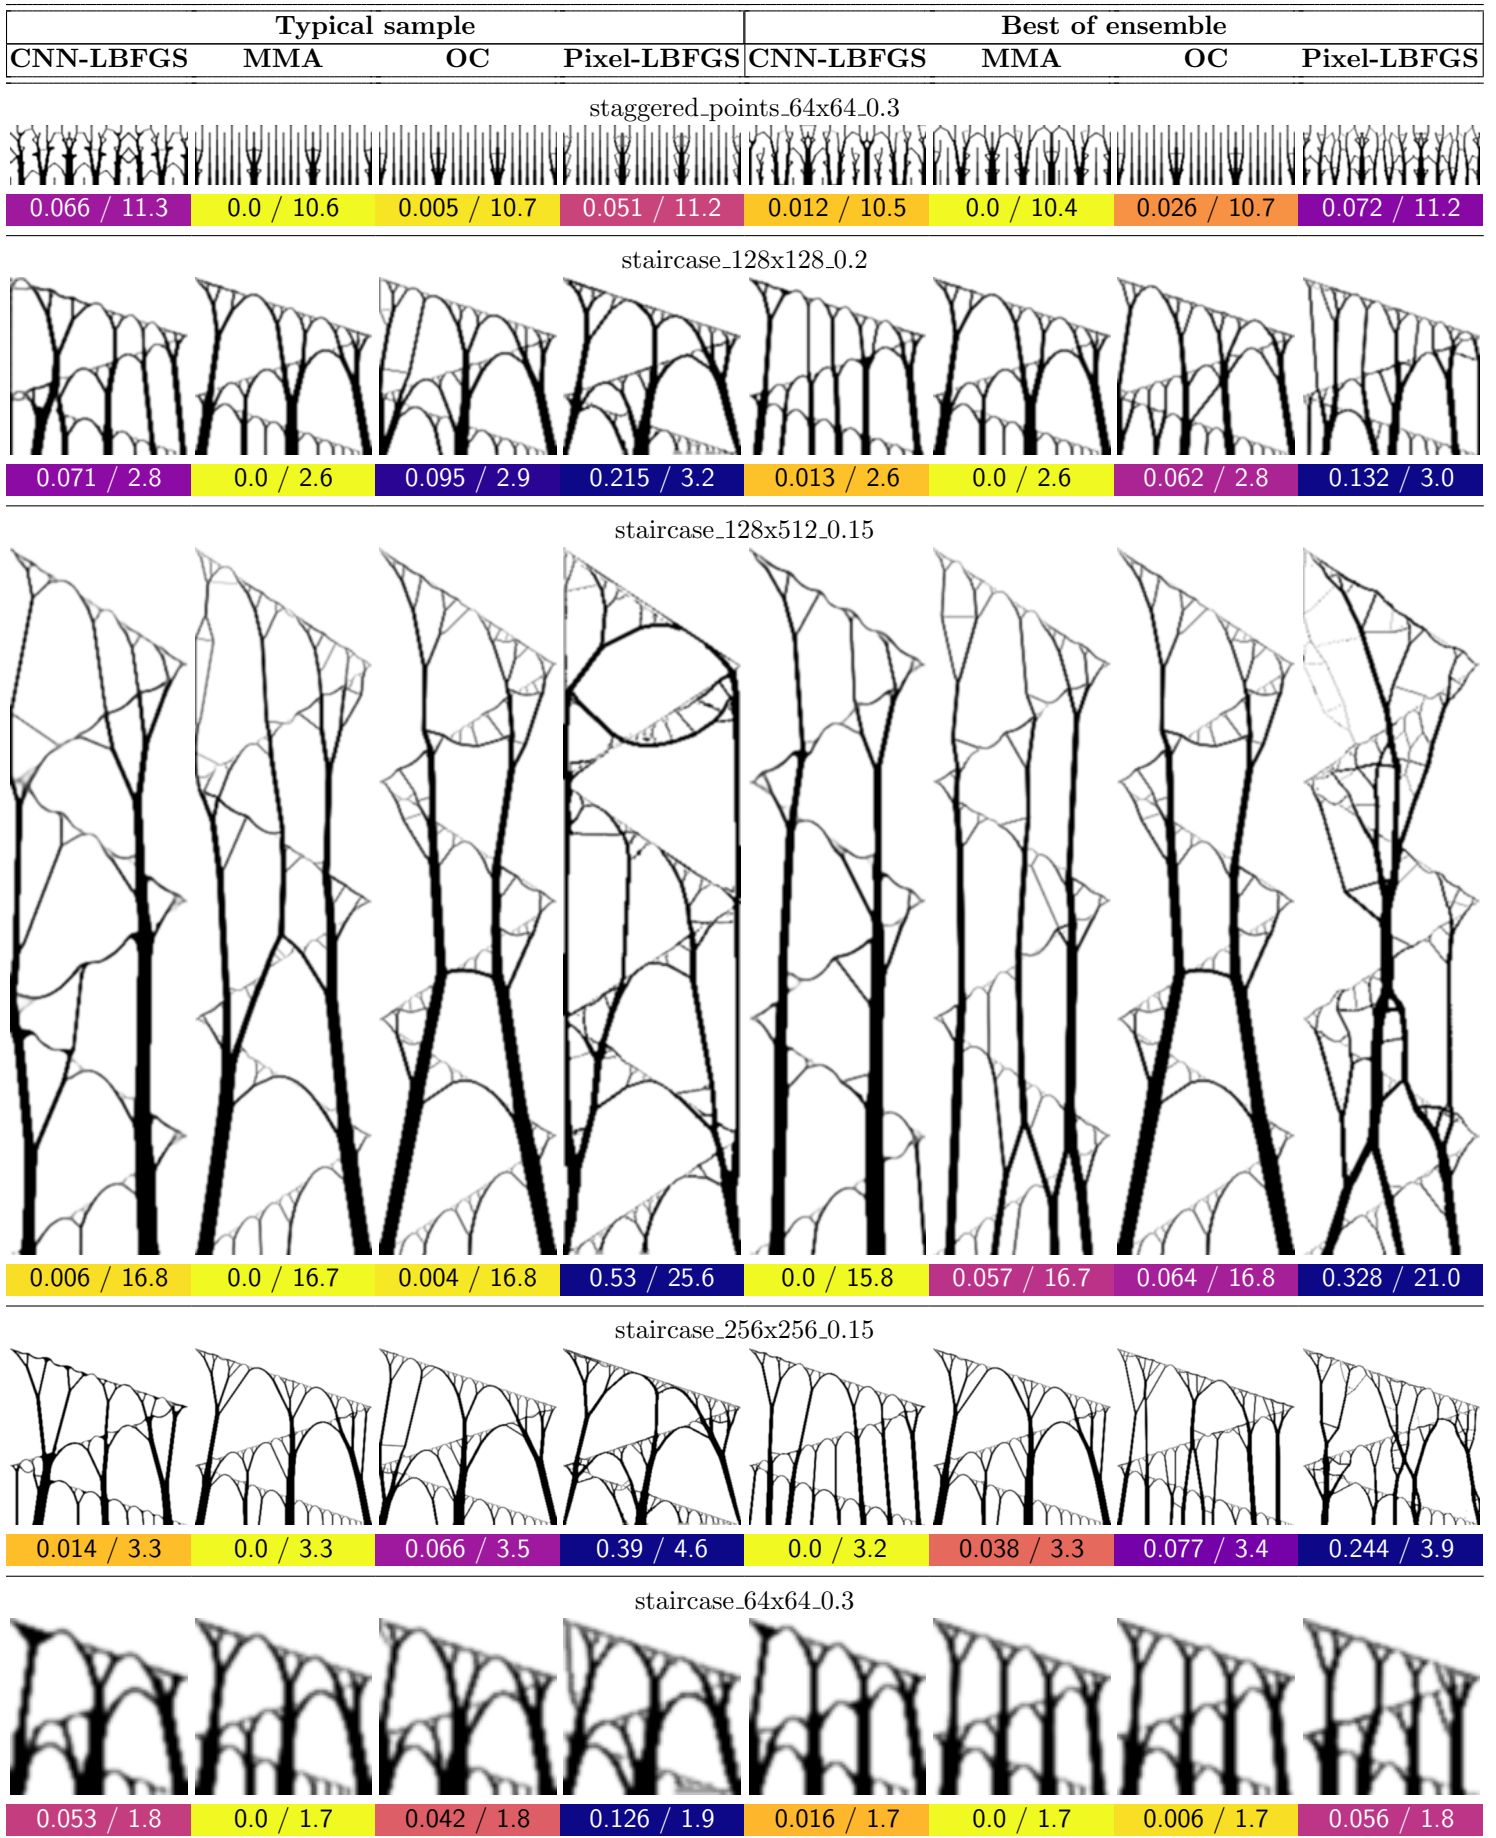 Typical sample Best of ensemble
CNN-LBFGS MMA OC Pixel-LBFGS CNN-LBFGS MMA OC Pixel-LBFGS
staggered_points_64x64_0.3
0.066 / 11.3 0.0 / 10.6 0.005 / 10.7 0.051 / 11.2 0.012 / 10.5 0.0 / 10.4 0.026 / 10.7 0.072 / 11.2
staircase_128x128_0.2
0.071 / 2.8 0.0 / 2.6 0.095 / 2.9 0.215 / 3.2 0.013 / 2.6 0.0 / 2.6 0.062 / 2.8 0.132 / 3.0
staircase_128x512_0.15
0.006 / 16.8 0.0 / 16.7 0.004 / 16.8 0.53 / 25.6 0.0 / 15.8 0.057 / 16.7 0.064 / 16.8 0.328 / 21.0
staircase_256x256_0.15
0.014 / 3.3 0.0 / 3.3 0.066 / 3.5 0.39 / 4.6 0.0 / 3.2 0.038 / 3.3 0.077 / 3.4 0.244 / 3.9
staircase_64x64_0.3
0.053 / 1.8 0.0 / 1.7 0.042 / 1.8 0.126 / 1.9 0.016 / 1.7 0.0 / 1.7 0.006 / 1.7 0.056 / 1.8